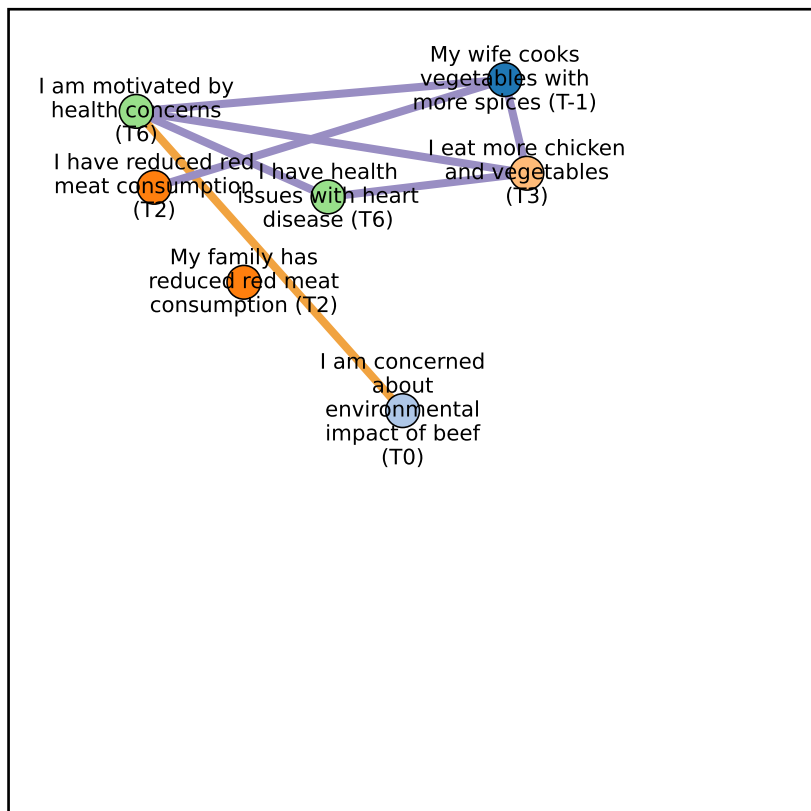 My wife cooks
vegetables with
more spices (T-1)
I am motivated by
health concerns
(T6)
I eat more chicken
and vegetables
(T3)
I have reduced red
meat consumption
(T2)
I have health
issues with heart
disease (T6)
My family has
reduced red meat
consumption (T2)
I am concerned
about
environmental
impact of beef
(T0)